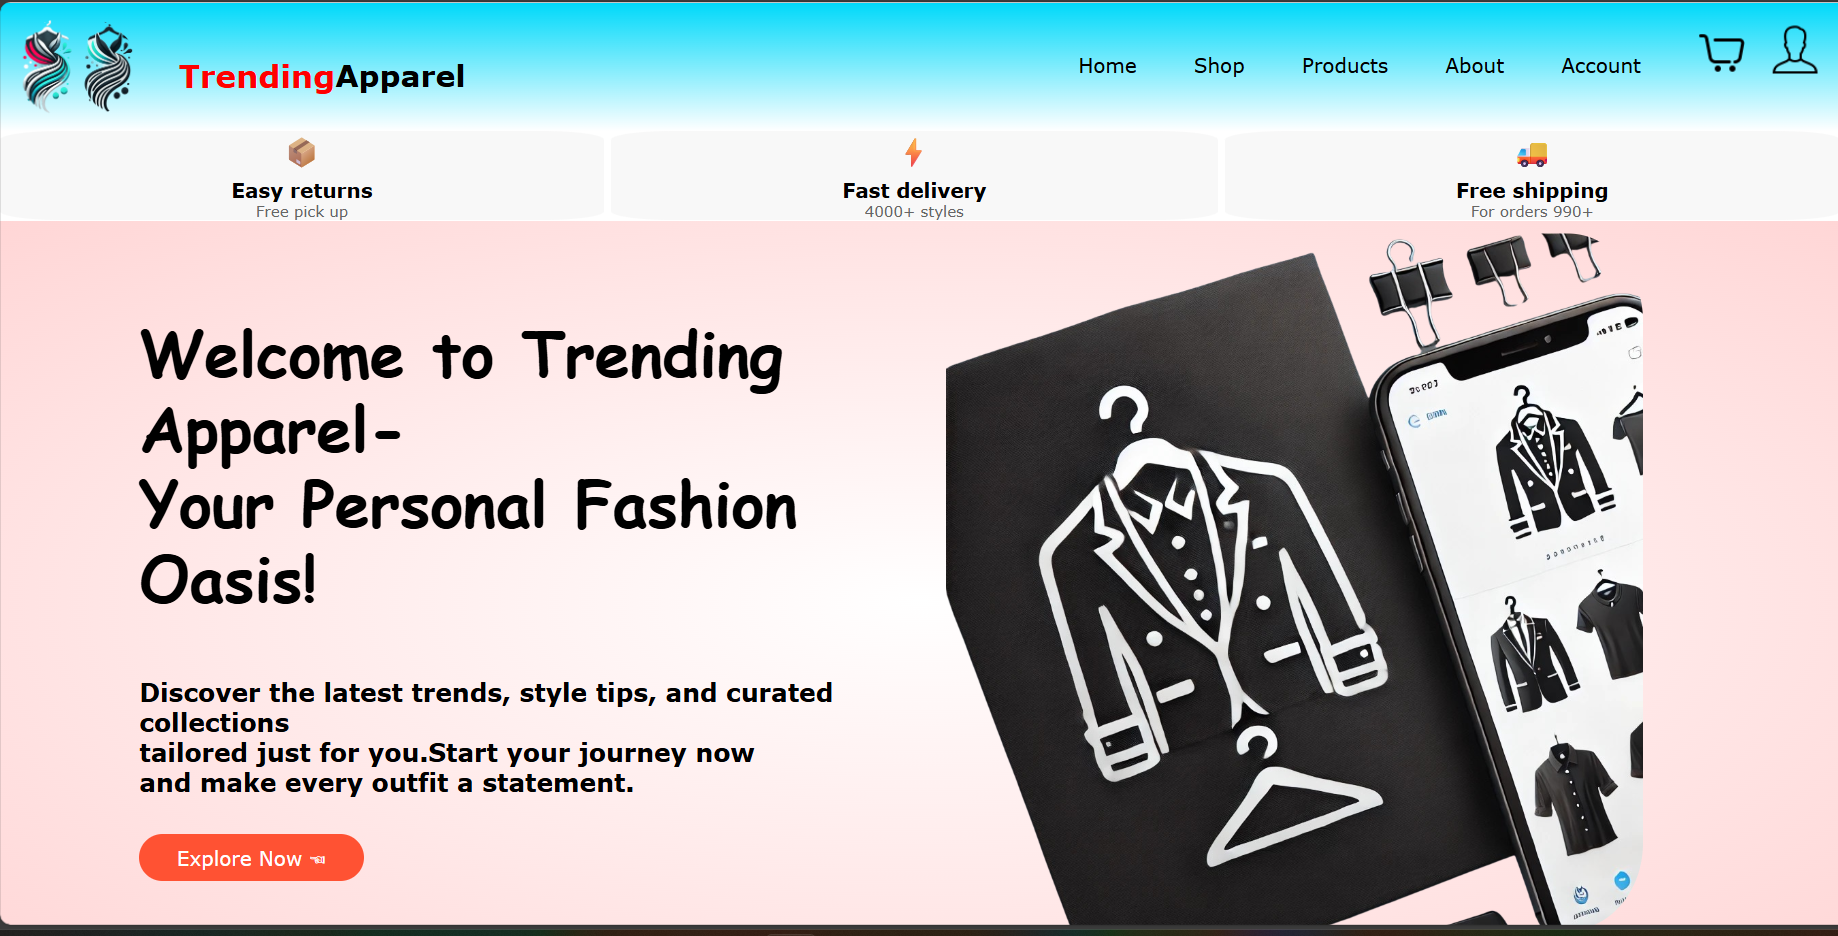 TrendingApparel
Home Shop Products About Account
Easy returns
Free pick up
Fast delivery
4000+ styles
Free shipping
For orders 990+
Welcome to Trending
Apparel-
Your Personal Fashion
Oasis!
Discover the latest trends, style tips, and curated
collections
tailored just for you.Start your journey now
and make every outfit a statement.
Explore Now